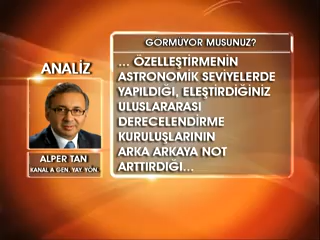 GÖRMÜYOR MUSUNUZ?
ANALİZ
... ÖZELLEŞTİRMENİN
ASTRONOMİK SEVİYELERDE
YAPILDIĞI, ELEŞTİRDİĞİNİZ
ULUSLARARASI
DERECELENDİRME
KURULUŞLARININ
ARKA ARKAYA NOT
ARTTIRDIĞI...
ALPER TAN
KANAL A GEN. YAY. YÖN.